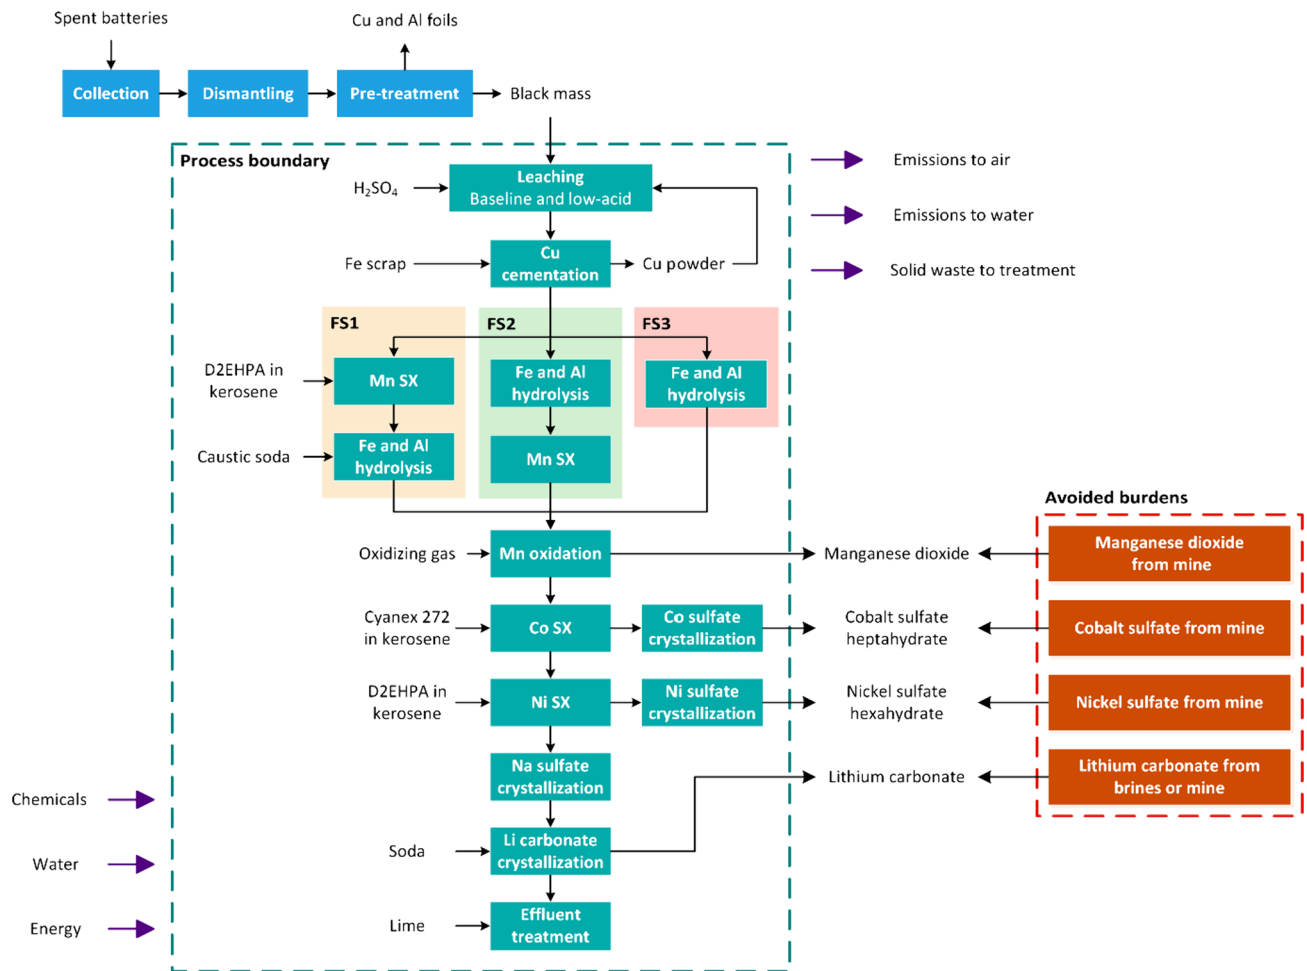 Spent batteries
Cu and Al foils
Collection
Dismantling
Pre-treatment
Black mass
Process boundary
Leaching
Baseline and low-acid
H₂SO₄
Emissions to air
Emissions to water
Solid waste to treatment
Fe scrap
Cu
cementation
Cu powder
FS1
FS2
FS3
D2EHPA in
kerosene
Mn SX
Fe and Al
hydrolysis
Fe and Al
hydrolysis
Caustic soda
Fe and Al
hydrolysis
Mn SX
Avoided burdens
Oxidizing gas
Mn oxidation
Manganese dioxide
Manganese dioxide
from mine
Cyanex 272
in kerosene
Co SX
Co sulfate
crystallization
Cobalt sulfate
heptahydrate
Cobalt sulfate from mine
D2EHPA in
kerosene
Ni SX
Ni sulfate
crystallization
Nickel sulfate
hexahydrate
Nickel sulfate from mine
Na sulfate
crystallization
Lithium carbonate
Lithium carbonate from
brines or mine
Chemicals
Water
Energy
Soda
Li carbonate
crystallization
Lime
Effluent
treatment